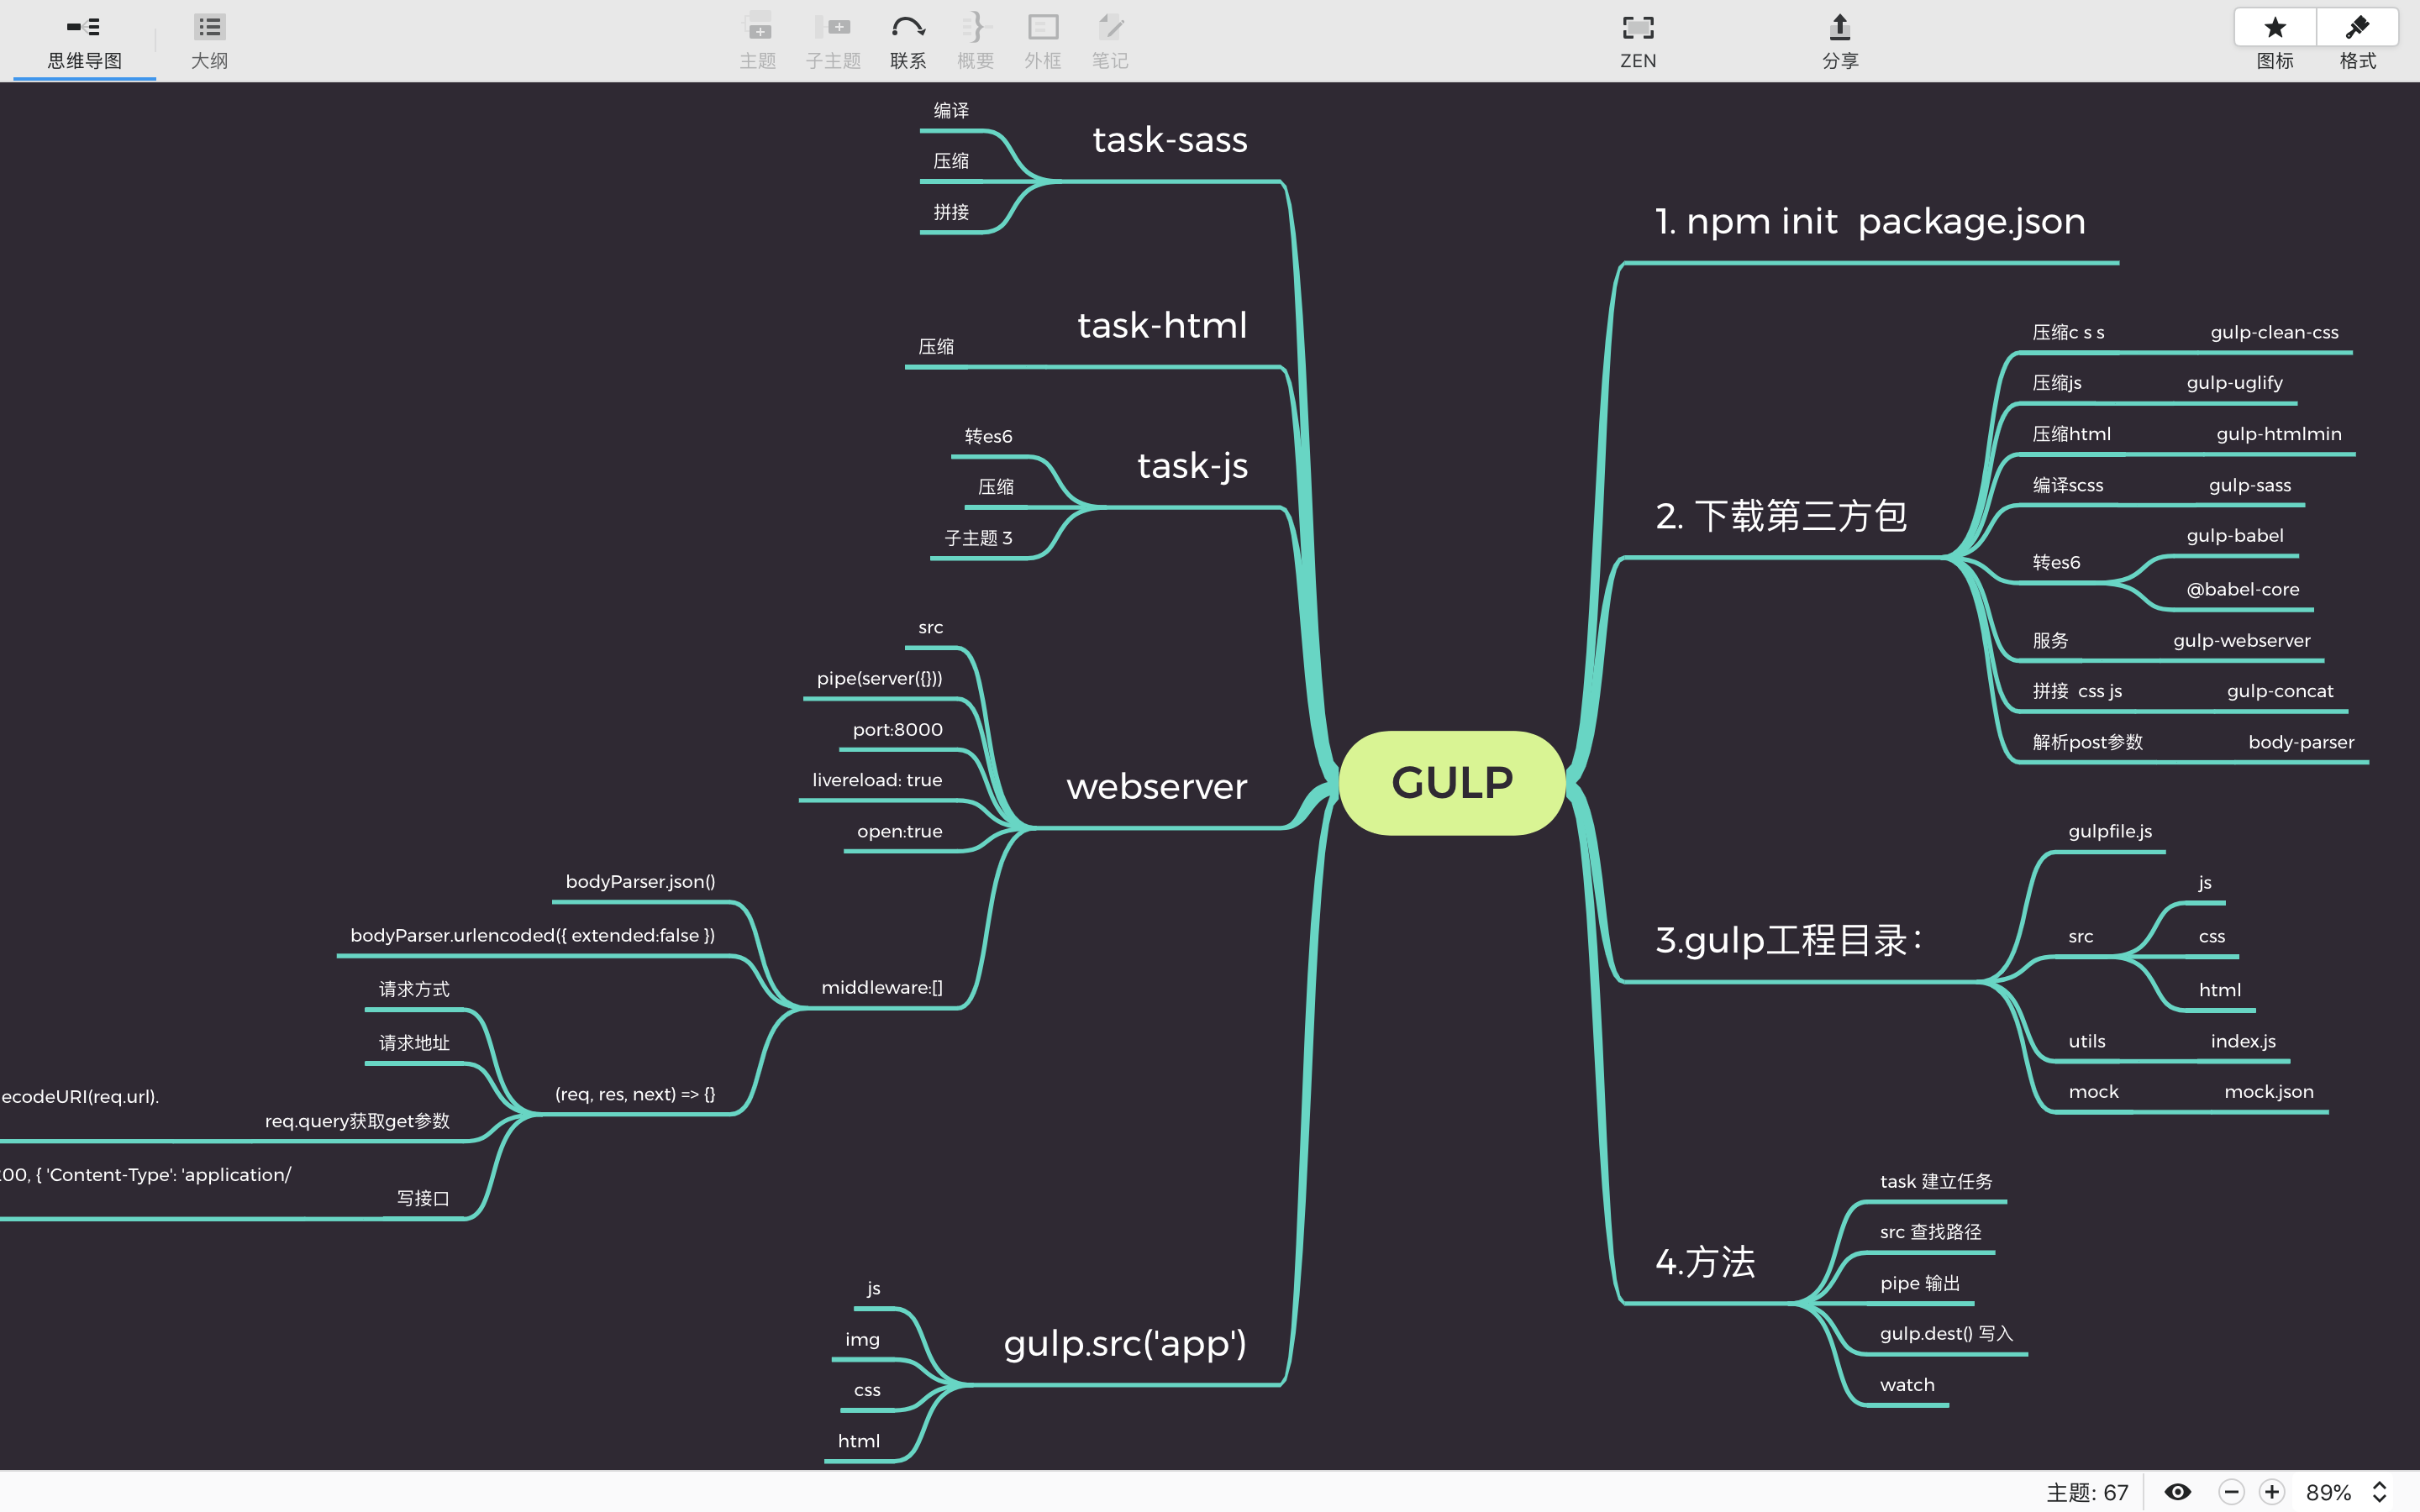 思维导图
大纲
主题
子主题
联系
概要
外框
笔记
ZEN
分享
图标
格式
编译
压缩
拼接
task-sass
压缩
task-html
转es6
压缩
子主题 3
task-js
src
pipe(server({}))
port:8000
livereload: true
open:true
webserver
bodyParser.json()
bodyParser.urlencoded({ extended:false })
middleware:[]
请求方式
请求地址
(req, res, next) => {}
ecodeURI(req.url).
req.query获取get参数
00, { 'Content-Type': 'application/
写接口
js
img
css
html
gulp.src('app')
GULP
1. npm init  package.json
2. 下载第三方包
压缩c s s
gulp-clean-css
压缩js
gulp-uglify
压缩html
gulp-htmlmin
编译scss
gulp-sass
转es6
gulp-babel
@babel-core
服务
gulp-webserver
拼接  css js
gulp-concat
解析post参数
body-parser
3.gulp工程目录：
gulpfile.js
src
js
css
html
utils
index.js
mock
mock.json
4.方法
task 建立任务
src 查找路径
pipe 输出
gulp.dest() 写入
watch
主题: 67
89%